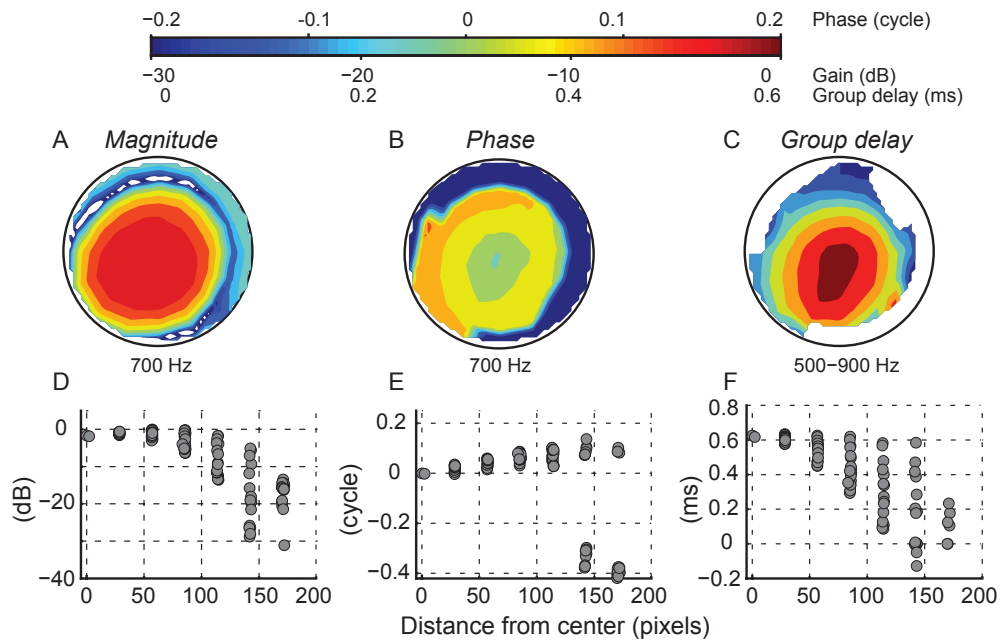 −0.2 -0.1 0 0.1 0.2 Phase (cycle)
−30 −20 −10 0 Gain (dB)
0 0.2 0.4 0.6 Group delay (ms)
A Magnitude B Phase C Group delay
700 Hz 700 Hz 500−900 Hz
D E F
0
−20
−40
(dB)
0 50 100 150 200
0.2
0
−0.2
−0.4
(cycle)
0 50 100 150 200
0.8
0.6
0.4
0.2
0
−0.2
(ms)
0 50 100 150 200
Distance from center (pixels)